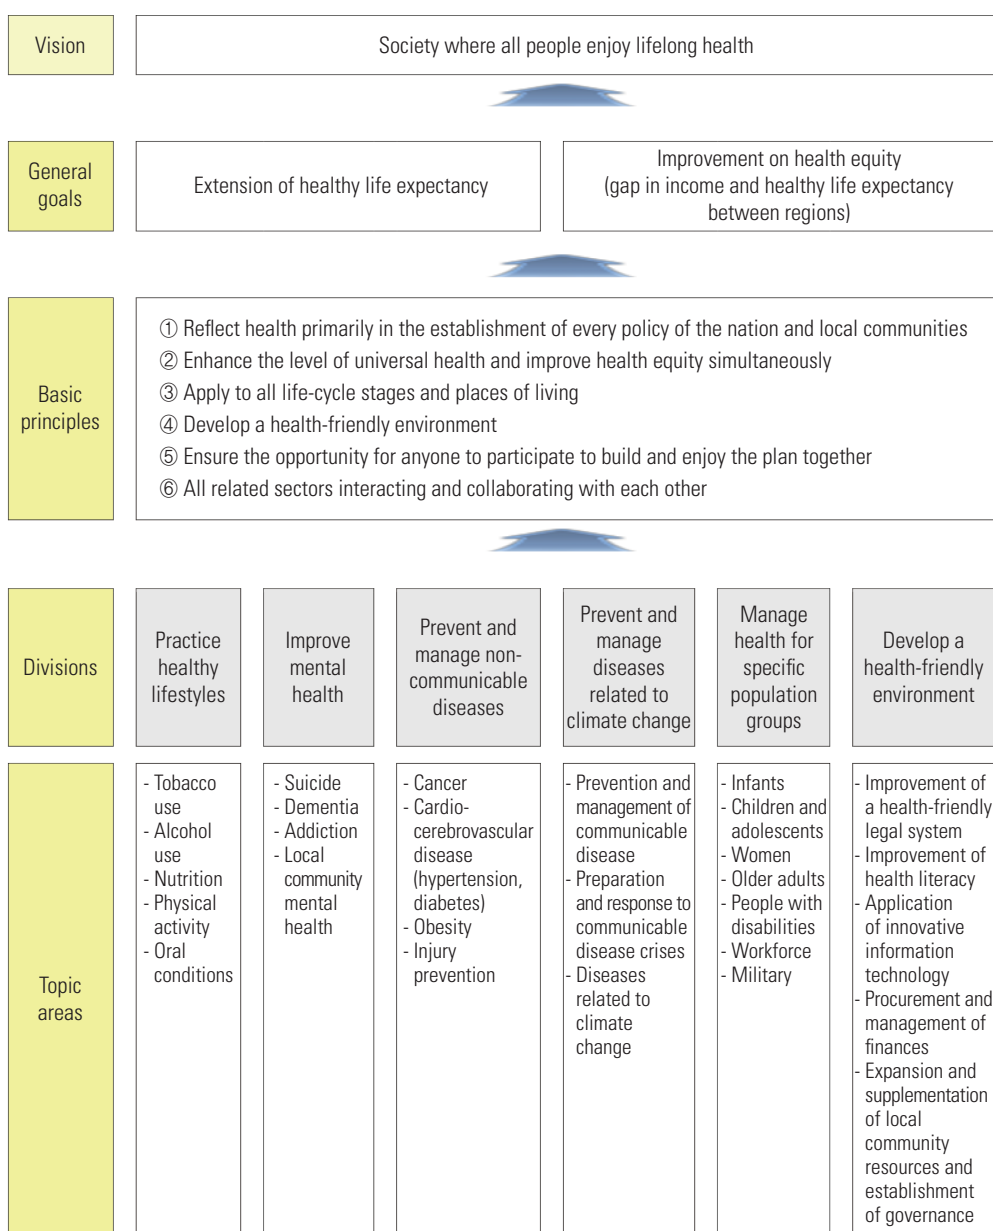 Vision
Society where all people enjoy lifelong health
General
goals
Extension of healthy life expectancy
Improvement on health equity
(gap in income and healthy life expectancy
between regions)
Basic
principles
① Reflect health primarily in the establishment of every policy of the nation and local communities
② Enhance the level of universal health and improve health equity simultaneously
③ Apply to all life-cycle stages and places of living
④ Develop a health-friendly environment
⑤ Ensure the opportunity for anyone to participate to build and enjoy the plan together
⑥ All related sectors interacting and collaborating with each other
Divisions
Practice
healthy
lifestyles
Improve
mental
health
Prevent and
manage non-
communicable
diseases
Prevent and
manage
diseases
related to
climate change
Manage
health for
specific
population
groups
Develop a
health-friendly
environment
Topic
areas
- Tobacco
use
- Alcohol
use
- Nutrition
- Physical
activity
- Oral
conditions
- Suicide
- Dementia
- Addiction
- Local
community
mental
health
- Cancer
- Cardio-
cerebrovascular
disease
(hypertension,
diabetes)
- Obesity
- Injury
prevention
- Prevention and
management of
communicable
disease
- Preparation
and response to
communicable
disease crises
- Diseases
related to
climate
change
- Infants
- Children and
adolescents
- Women
- Older adults
- People with
disabilities
- Workforce
- Military
- Improvement of
a health-friendly
legal system
- Improvement of
health literacy
- Application
of innovative
information
technology
- Procurement and
management of
finances
- Expansion and
supplementation
of local
community
resources and
establishment
of governance